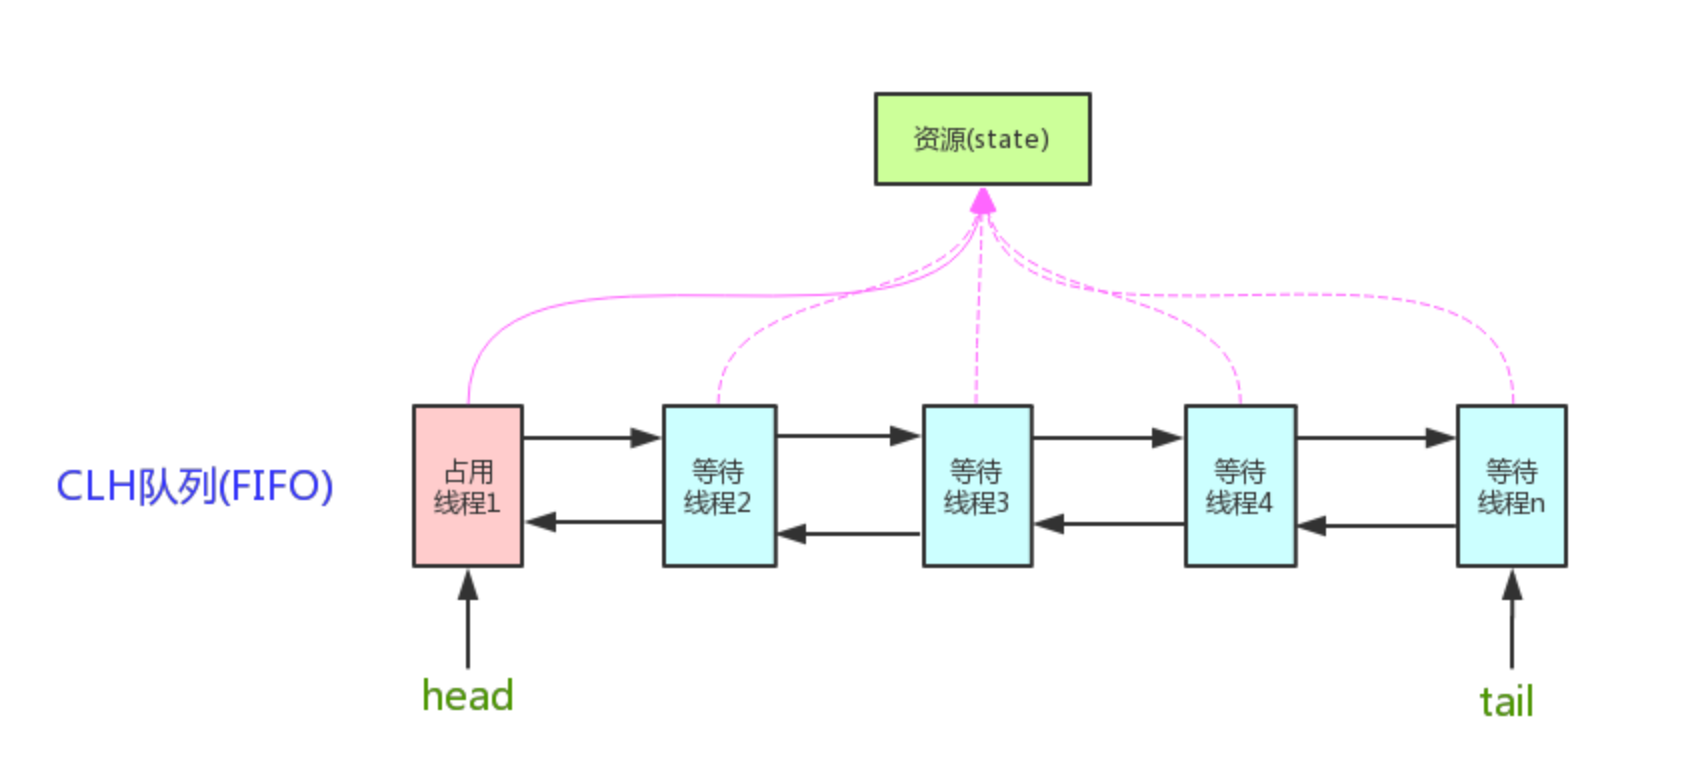 资源(state)
CLH队列(FIFO)
占用
线程1
等待
线程2
等待
线程3
等待
线程4
等待
线程n
head
tail